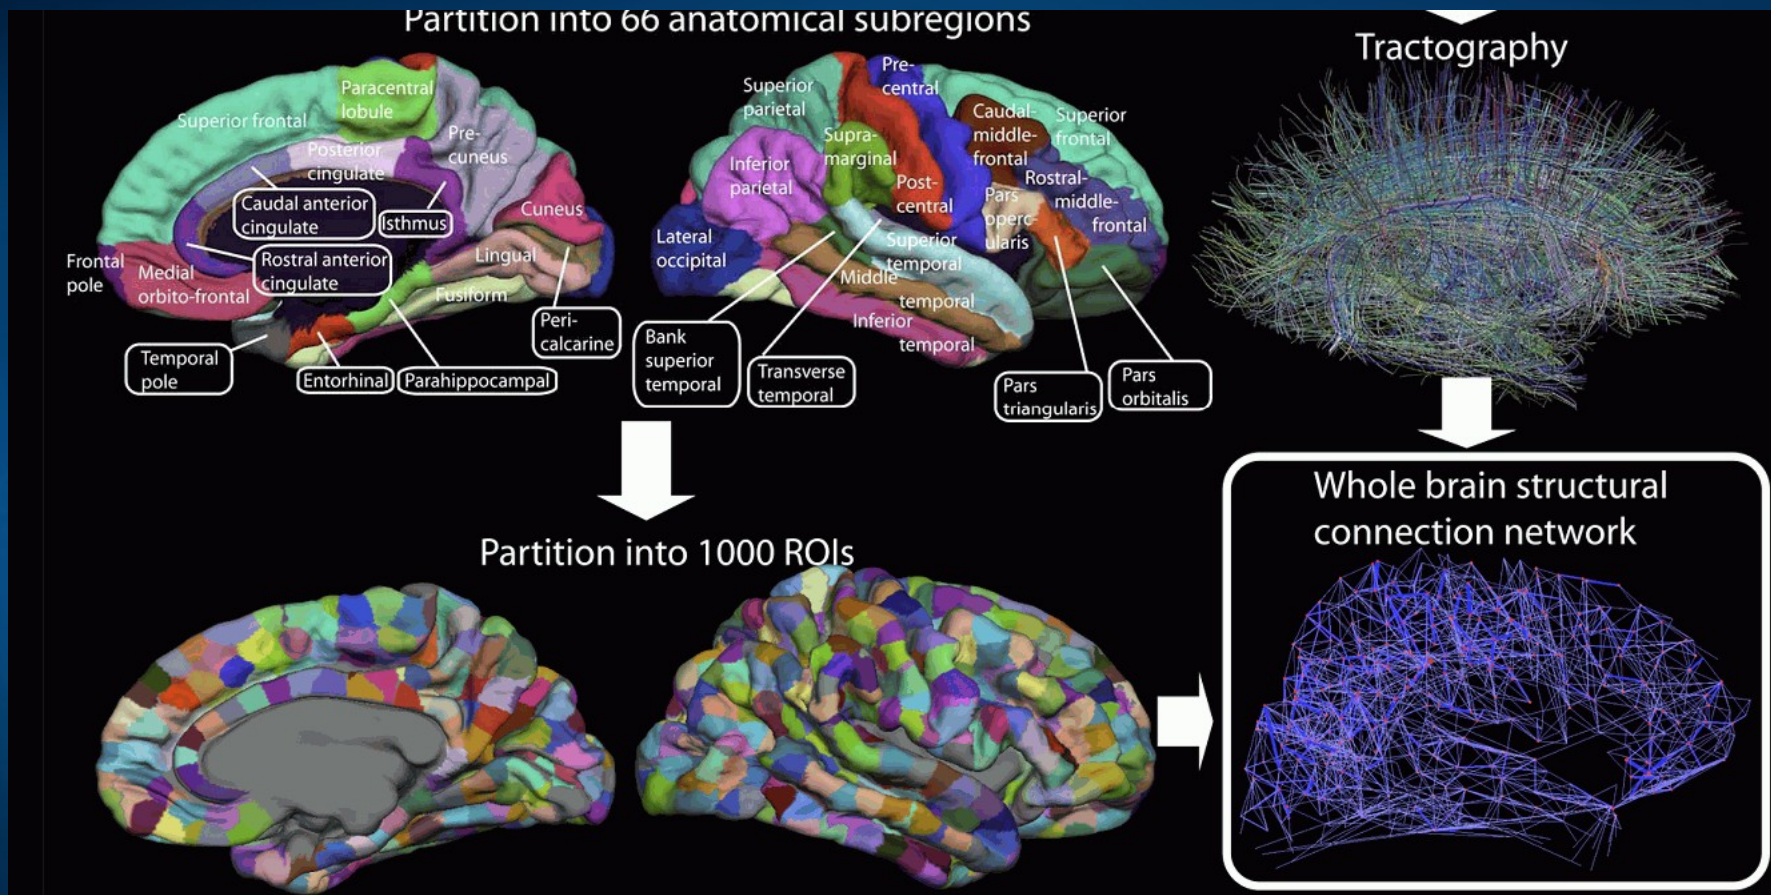 Partition into 66 anatomical subregions
Tractography
Paracentral
lobule
Superior frontal
Pre-
cuneus
Posterior
cingulate
Caudal anterior
cingulate
Isthmus
Cuneus
Rostral anterior
cingulate
Lingual
Frontal
pole
Medial
orbito-frontal
Fusiform
Peri-
calcarine
Temporal
pole
Entorhinal
Parahippocampal
Pre-
central
Superior
parietal
Caudal-
middle-
frontal
Superior
frontal
Supra-
marginal
Inferior
parietal
Post-
central
Rostral-
middle-
frontal
Pars
operc-
ularis
Lateral
occipital
Superior
temporal
Middle
temporal
Inferior
temporal
Bank
superior
temporal
Transverse
temporal
Pars
triangularis
Pars
orbitalis
Whole brain structural
connection network
Partition into 1000 ROIs